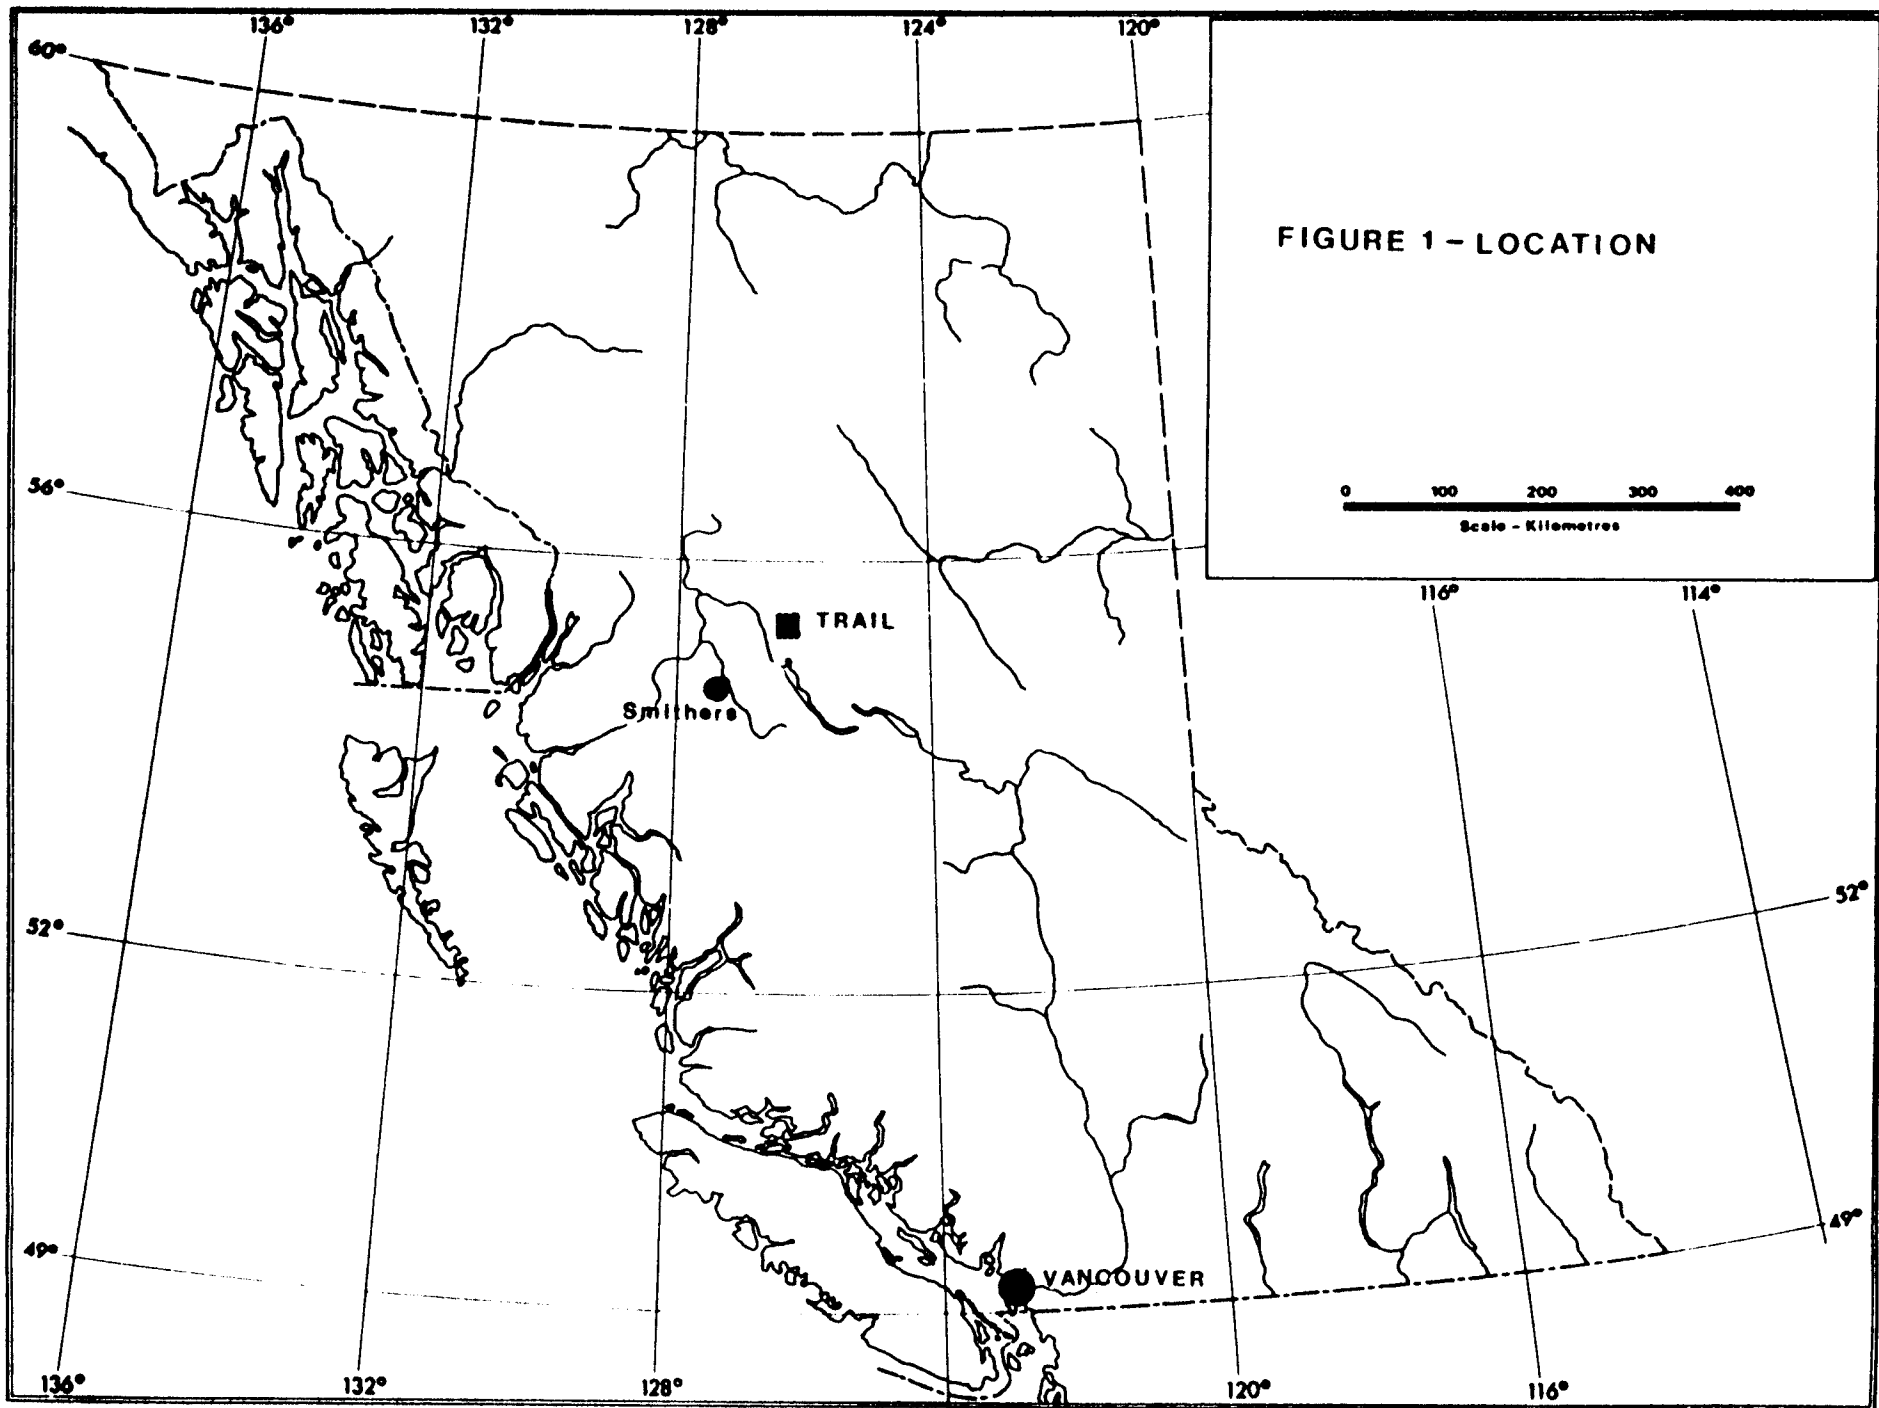 136° 132° 128° 124° 120°
60°
FIGURE 1 – LOCATION
56°
0 100 200 300 400
Scale – Kilometres
116° 114°
TRAIL
Smithers
52°
52°
49°
49°
VANCOUVER
136° 132° 128° 120° 116°